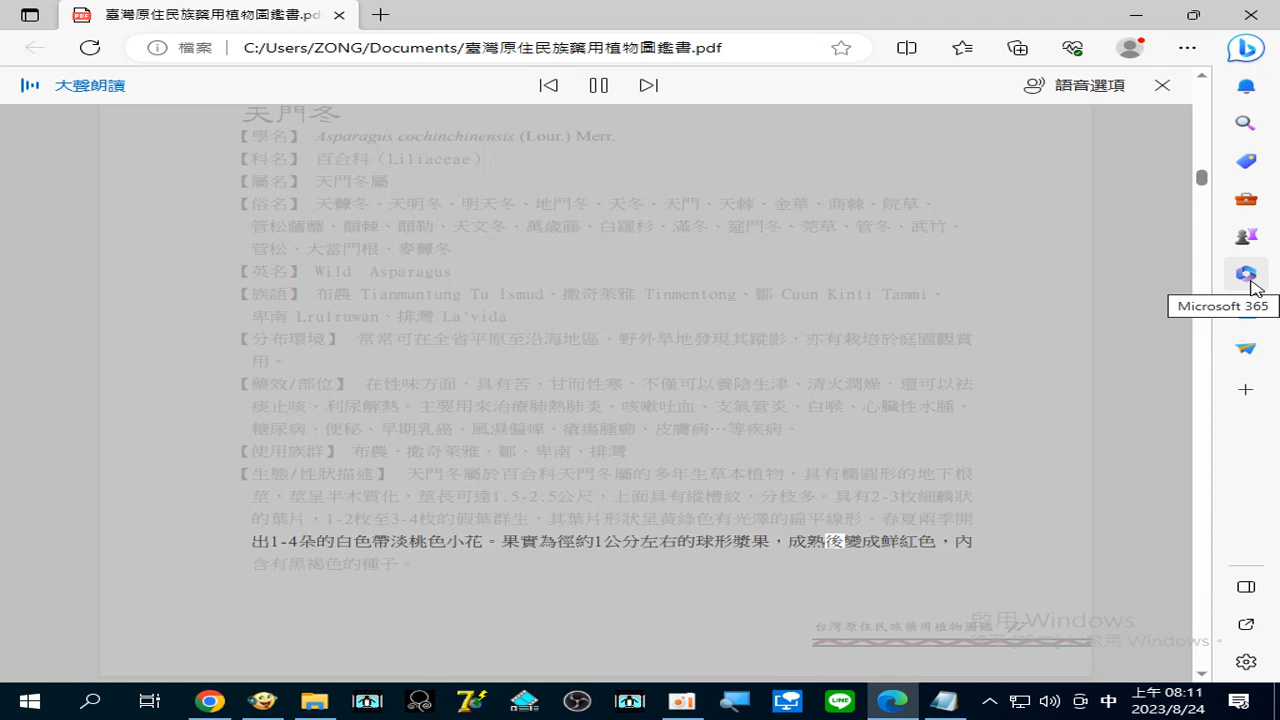 臺灣原住民族藥用植物圖鑑書.pdf
檔案
C:/Users/ZONG/Documents/臺灣原住民族藥用植物圖鑑書.pdf
大聲朗讀
語音選項
天門冬
【學名】 Asparagus cochinchinensis (Lour.) Merr.
【科名】 百合科（Liliaceae）
【屬名】 天門冬屬
【俗名】 天虋冬、天明冬、明天冬、地門冬、天冬、天門、天棘、金華、商棘、院草、
管松薔蘼、顛棘、顛勒、天文冬、萬歲藤、白羅杉、滿冬、筳門冬、莞草、管冬、武竹、
管松、大當門根、麥虋冬
【英名】 Wild Asparagus
【族語】 布農 Tianmuntung Tu Ismud、撒奇萊雅 Tinmentong、鄒 Cuun Kinti Tammi、
卑南 Lrulruwan、排灣 La'vida
【分布環境】 常常可在全省平原至沿海地區、野外旱地發現其蹤影，亦有栽培於庭園觀賞
用。
【藥效/部位】 在性味方面，具有苦、甘而性寒，不僅可以養陰生津、清火潤燥，還可以袪
痰止咳、利尿解熱。主要用來治療肺熱肺炎、咳嗽吐血、支氣管炎、白喉、心臟性水腫、
糖尿病、便秘、早期乳癌、風濕偏痺、瘡瘍腫癤、皮膚病…等疾病。
【使用族群】 布農、撒奇萊雅、鄒、卑南、排灣
【生態/性狀描述】 天門冬屬於百合科天門冬屬的多年生草本植物，具有橢圓形的地下根
莖，莖呈半木質化，莖長可達1.5-2.5公尺，上面具有縱槽紋，分枝多。具有2-3枚細鱗狀
的葉片，1-2枚至3-4枚的假葉群生，其葉片形狀呈黃綠色有光澤的扁平線形。春夏兩季開
出1-4朵的白色帶淡桃色小花。果實為徑約1公分左右的球形漿果，成熟後變成鮮紅色，內
含有黑褐色的種子。
台灣原住民族藥用植物圖鑑 77
啟用 Windows
Microsoft 365
LINE
中
上午 08:11
2023/8/24